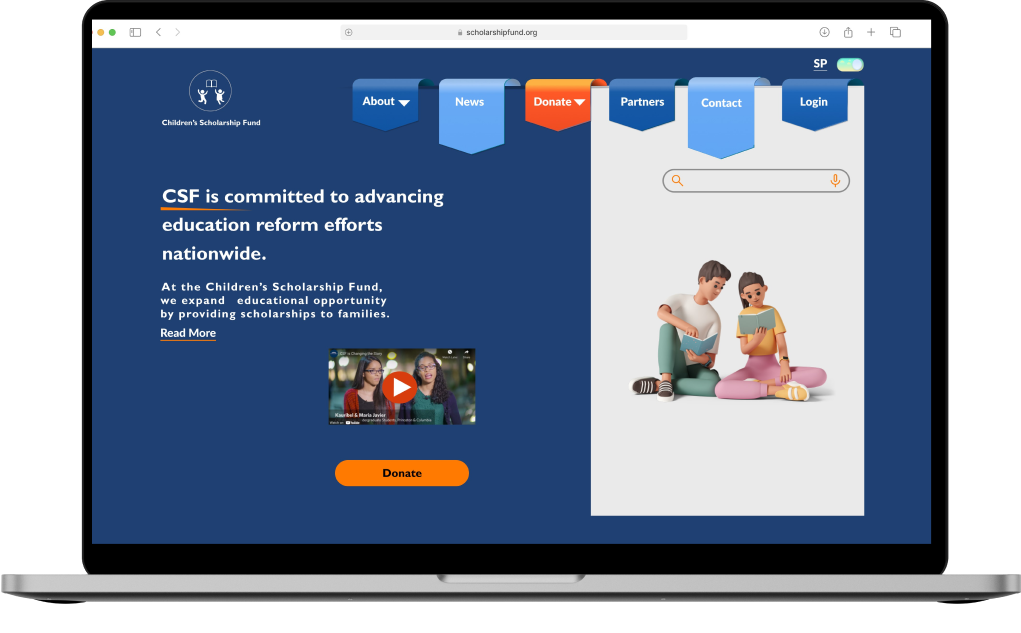 scholarshipfund.org
SP
Children's Scholarship Fund
About
News
Donate
Partners
Contact
Login
CSF is committed to advancing
education reform efforts
nationwide.
At the Children's Scholarship Fund,
we expand educational opportunity
by providing scholarships to families.
Read More
CSF is Changing the Odds
Kauribel & Maria Javier
Watch on YouTube
Donate